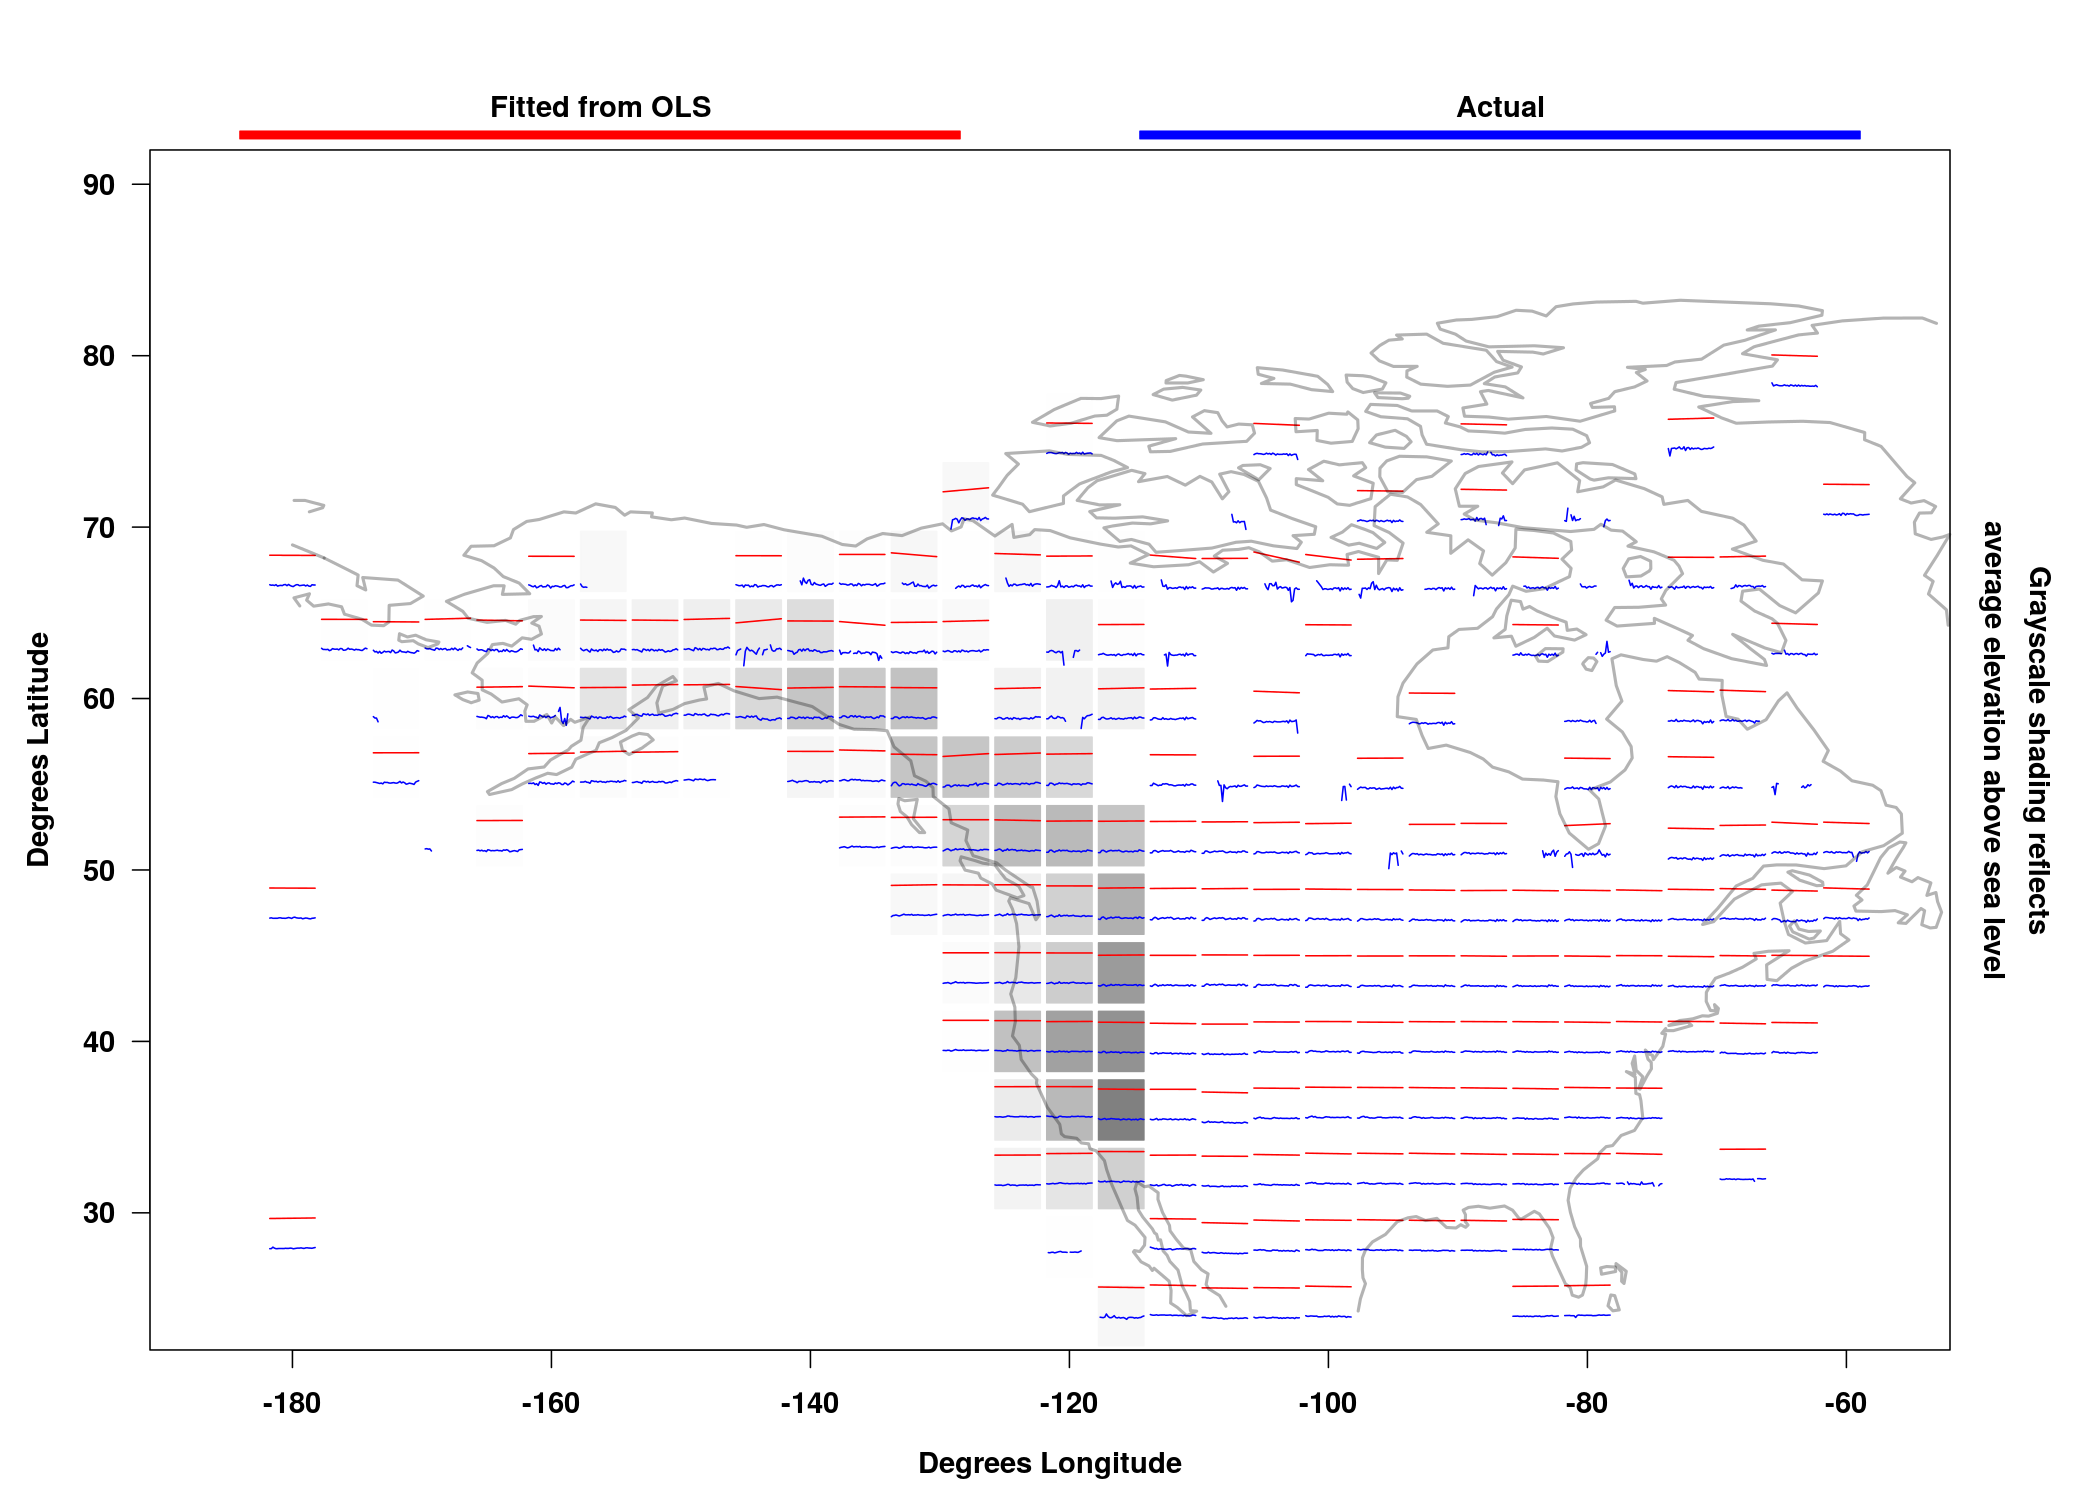 Fitted from OLS
Actual
90
80
70
60
50
40
30
Degrees Latitude
-180
-160
-140
-120
-100
-80
-60
Degrees Longitude
Grayscale shading reflects
average elevation above sea level